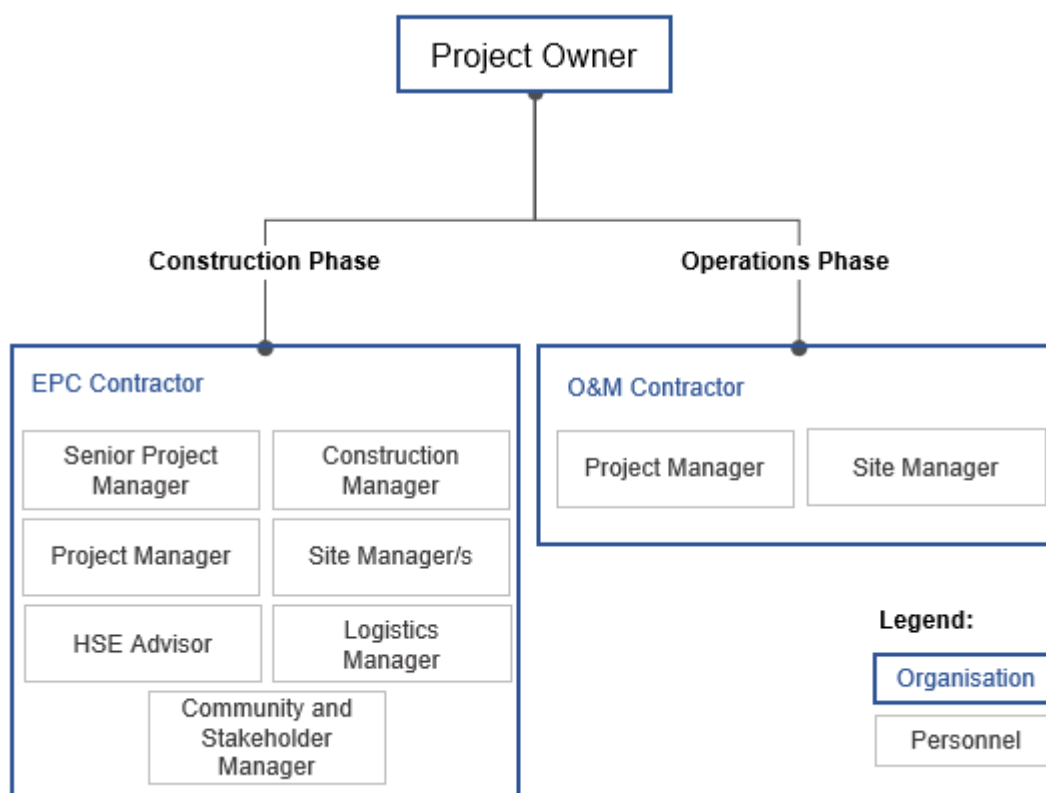 Project Owner
Construction Phase
Operations Phase
EPC Contractor
Senior Project
Manager
Construction
Manager
Project Manager
Site Manager/s
HSE Advisor
Logistics
Manager
Community and
Stakeholder
Manager
O&M Contractor
Project Manager
Site Manager
Legend:
Organisation
Personnel